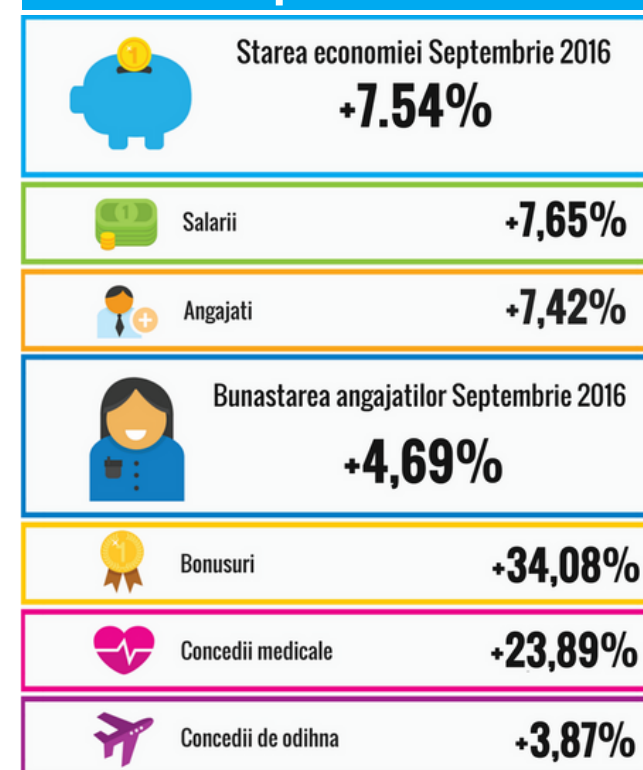 Starea economiei Septembrie 2016
+7.54%
Salarii +7,65%
Angajati +7,42%
Bunastarea angajatilor Septembrie 2016
+4,69%
Bonusuri +34,08%
Concedii medicale +23,89%
Concedii de odihna +3,87%